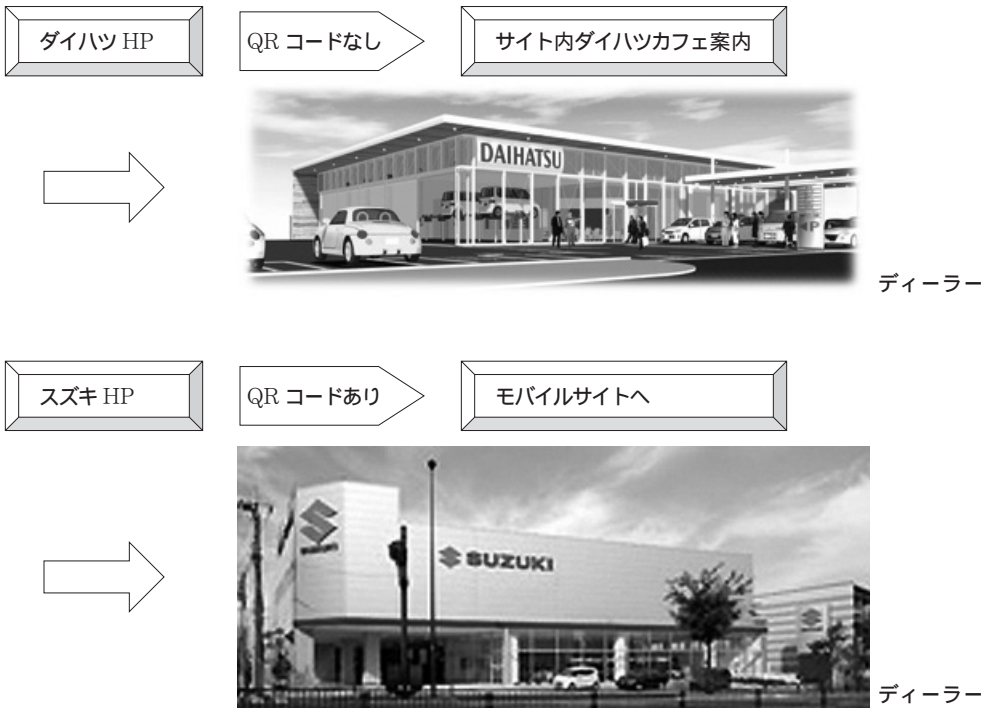 ダイハツ HP
QR コードなし
サイト内ダイハツカフェ案内
DAIHATSU
ディーラー
スズキ HP
QR コードあり
モバイルサイトへ
SUZUKI
ディーラー